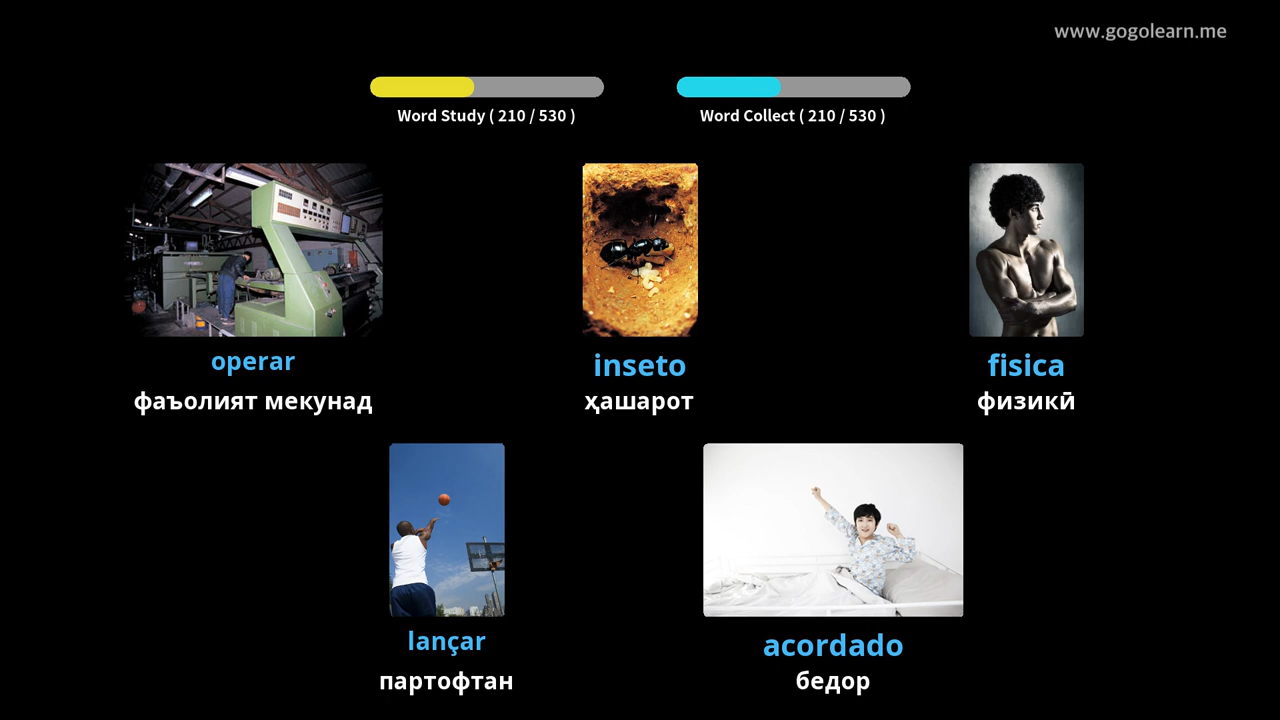 www.gogolearn.me
Word Study ( 210 / 530 )
Word Collect ( 210 / 530 )
operar
фаъолият мекунад
inseto
ҳашарот
fisica
физикӣ
lançar
партофтан
acordado
бедор